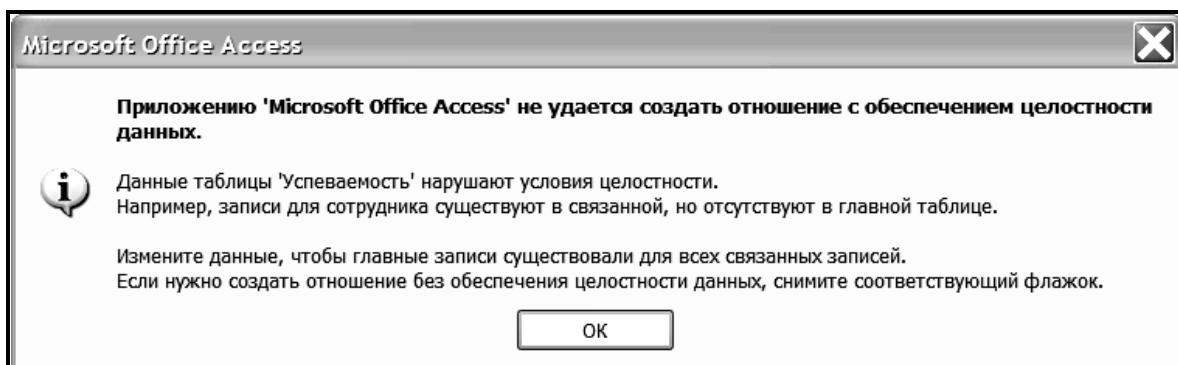 Microsoft Office Access
Приложению 'Microsoft Office Access' не удается создать отношение с обеспечением целостности
данных.
Данные таблицы 'Успеваемость' нарушают условия целостности.
Например, записи для сотрудника существуют в связанной, но отсутствуют в главной таблице.
Измените данные, чтобы главные записи существовали для всех связанных записей.
Если нужно создать отношение без обеспечения целостности данных, снимите соответствующий флажок.
ОК